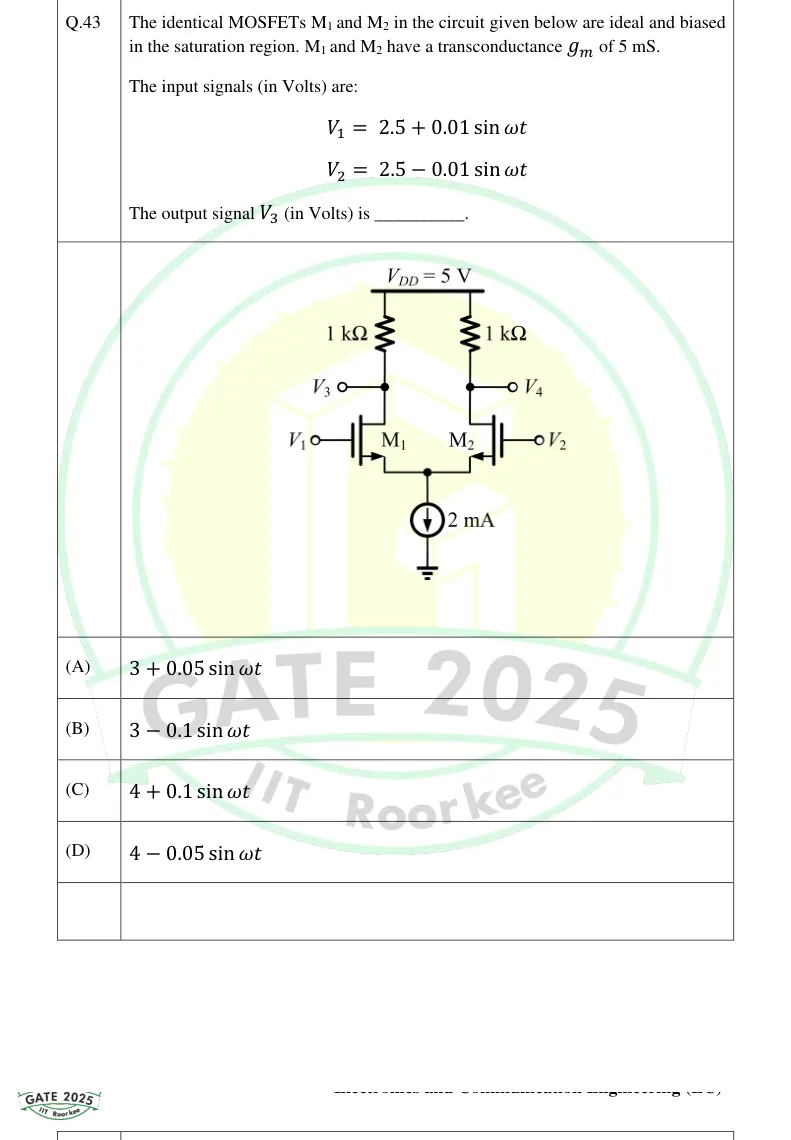 Q.43 The identical MOSFETs M₁ and M₂ in the circuit given below are ideal and biased
in the saturation region. M₁ and M₂ have a transconductance gₘ of 5 mS.
The input signals (in Volts) are:
V₁ = 2.5 + 0.01 sin ωt
V₂ = 2.5 − 0.01 sin ωt
The output signal V₃ (in Volts) is __________.
V_DD = 5 V
1 kΩ 1 kΩ
V₃ V₄
V₁ M₁ M₂ V₂
2 mA
(A) 3 + 0.05 sin ωt
GATE 2025
(B) 3 − 0.1 sin ωt
(C) 4 + 0.1 sin ωt
IIT Roorkee
(D) 4 − 0.05 sin ωt
GATE 2025
IIT Roorkee